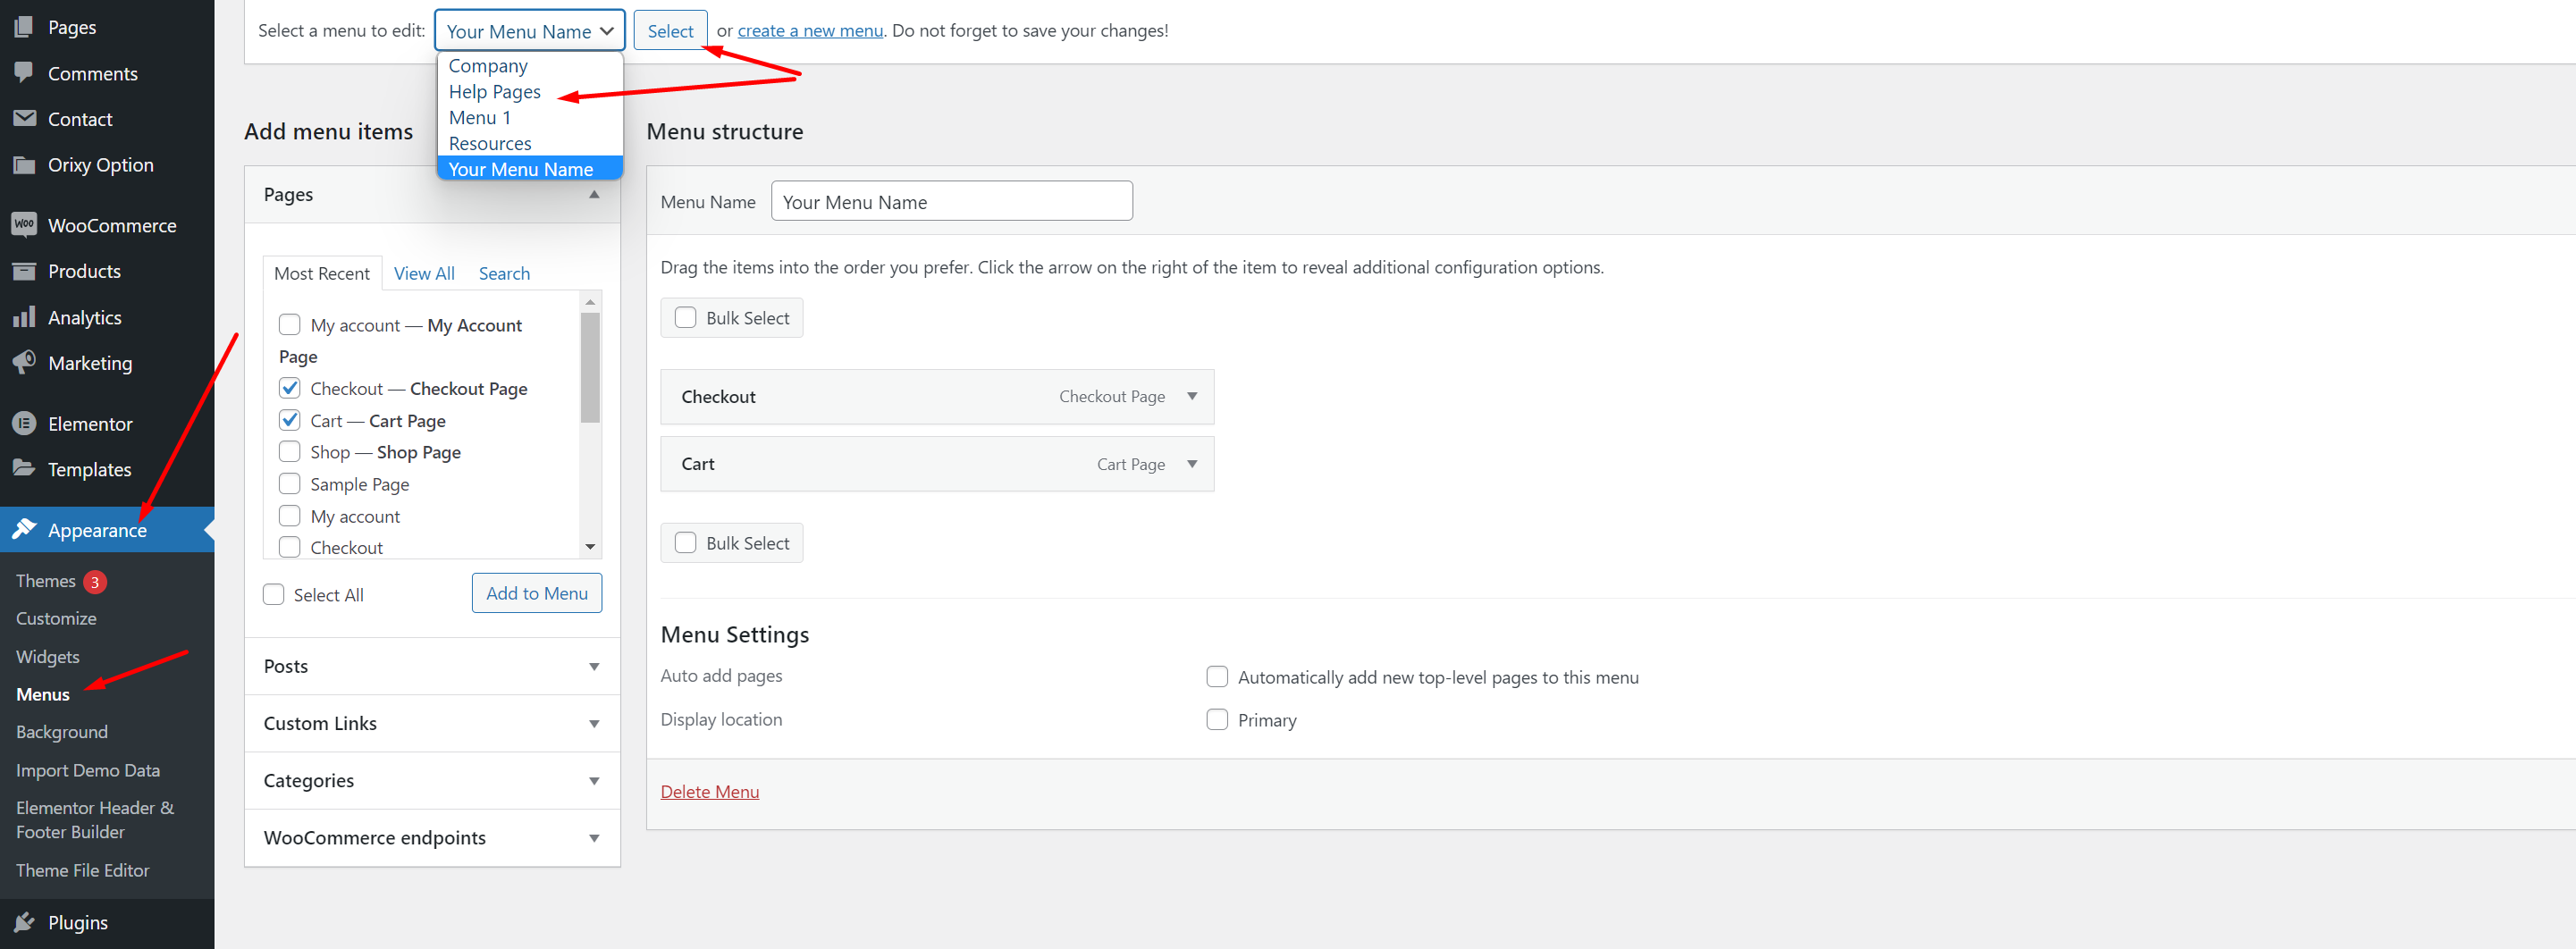 Pages
Comments
Contact
Orixy Option
Woo WooCommerce
Products
Analytics
Marketing
Elementor
Templates
Appearance
Themes 3
Customize
Widgets
Menus
Background
Import Demo Data
Elementor Header &
Footer Builder
Theme File Editor
Plugins
Select a menu to edit: Your Menu Name Select or create a new menu. Do not forget to save your changes!
Company
Help Pages
Menu 1
Resources
Your Menu Name
Add menu items
Pages
Most Recent View All Search
My account — My Account
Page
Checkout — Checkout Page
Cart — Cart Page
Shop — Shop Page
Sample Page
My account
Checkout
Select All Add to Menu
Posts
Custom Links
Categories
WooCommerce endpoints
Menu structure
Menu Name Your Menu Name
Drag the items into the order you prefer. Click the arrow on the right of the item to reveal additional configuration options.
Bulk Select
Checkout Checkout Page
Cart Cart Page
Bulk Select
Menu Settings
Auto add pages Automatically add new top-level pages to this menu
Display location Primary
Delete Menu